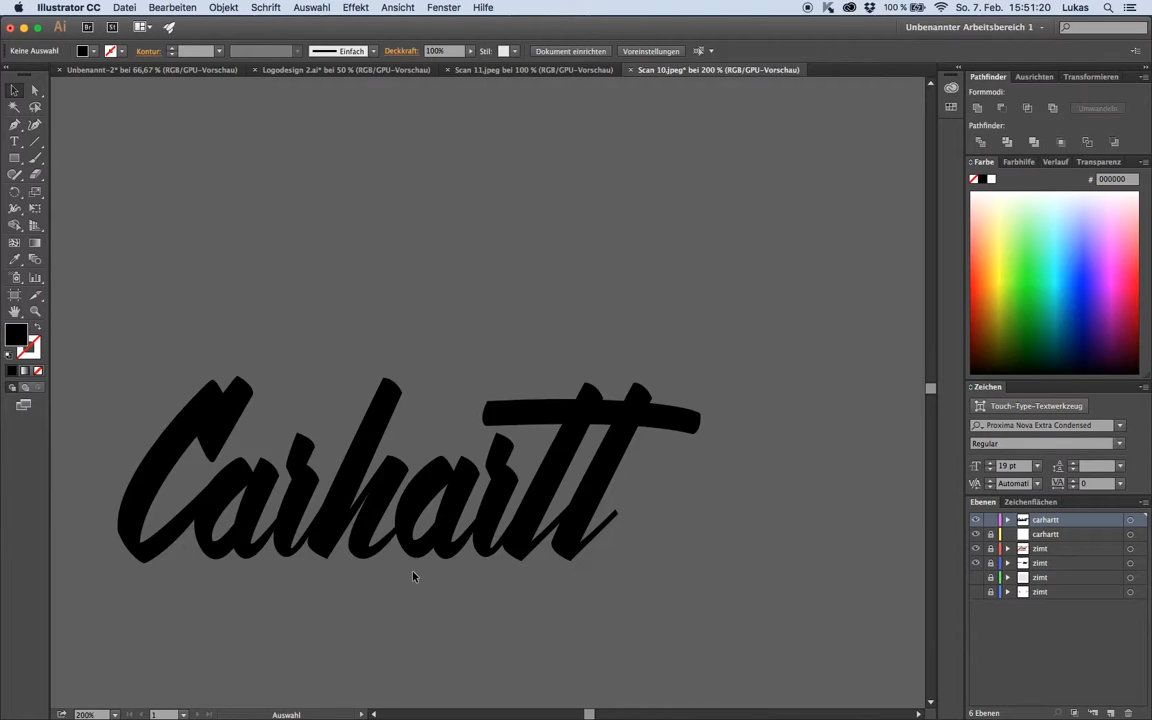 Illustrator CC Datei Bearbeiten Objekt Schrift Auswahl Effekt Ansicht Fenster Hilfe 100 % So. 7. Feb. 15:51:20 Lukas
Ai Br St Unbenannter Arbeitsbereich 1
Keine Auswahl Kontur: Einfach Deckkraft: 100% Stil: Dokument einrichten Voreinstellungen
Unbenannt-2* bei 66,67 % (RGB/GPU-Vorschau) Logodesign 2.ai* bei 50 % (RGB/GPU-Vorschau) Scan 11.jpeg bei 100 % (RGB/GPU-Vorschau) Scan 10.jpeg* bei 200 % (RGB/GPU-Vorschau)
Pathfinder Ausrichten Transformieren
Formmodi:
Umwandeln
Pathfinder:
Farbe Farbhilfe Verlauf Transparenz
# 000000
Carhartt
Zeichen
Touch-Type-Textwerkzeug
Proxima Nova Extra Condensed
Regular
19 pt
Automati 0
Ebenen Zeichenflächen
carhartt
carhartt
zimt
zimt
zimt
zimt
6 Ebenen
200% 1 Auswahl